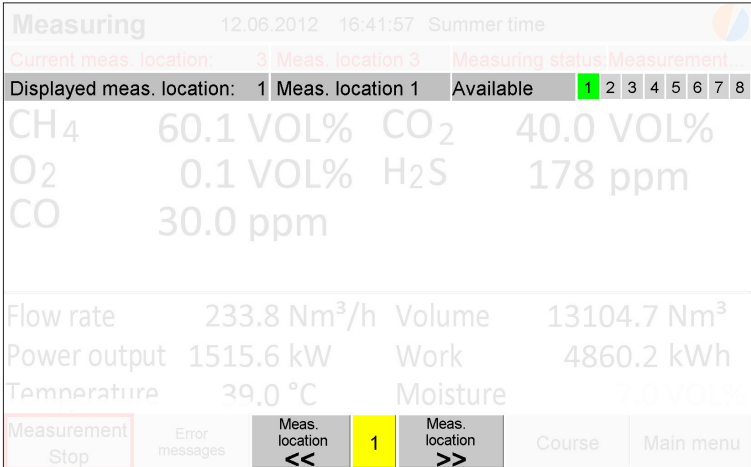 Measuring 12.06.2012 16:41:57 Summer time
Current meas. location: 3 Meas. location 3 Measuring status: Measurement...
Displayed meas. location: 1 Meas. location 1 Available 1 2 3 4 5 6 7 8
CH4 60.1 VOL% CO2 40.0 VOL%
O2 0.1 VOL% H2S 178 ppm
CO 30.0 ppm
Flow rate 233.8 Nm³/h Volume 13104.7 Nm³
Power output 1515.6 kW Work 4860.2 kWh
Temperature 39.0 °C Moisture 7.0 VOL%
Measurement Stop
Error messages
Meas. location <<
1
Meas. location >>
Course
Main menu